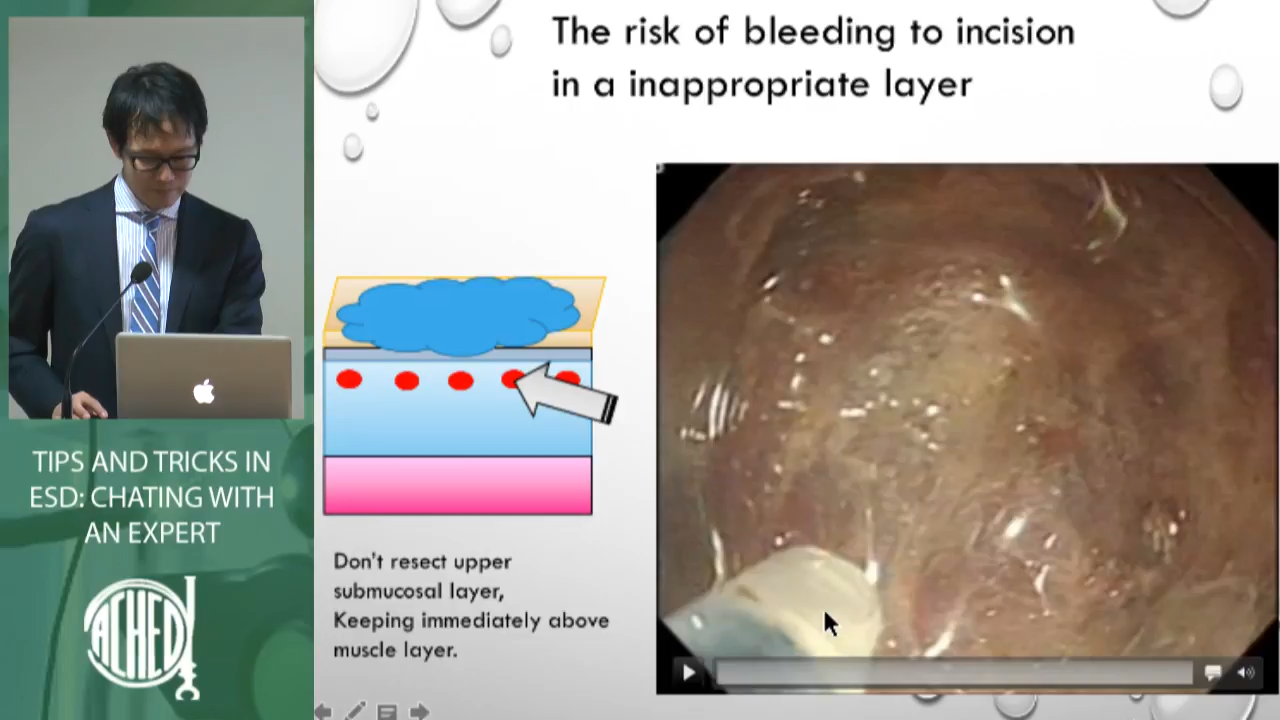 The risk of bleeding to incision
in a inappropriate layer
Don't resect upper
submucosal layer,
Keeping immediately above
muscle layer.
TIPS AND TRICKS IN
ESD: CHATING WITH
AN EXPERT
ACHED